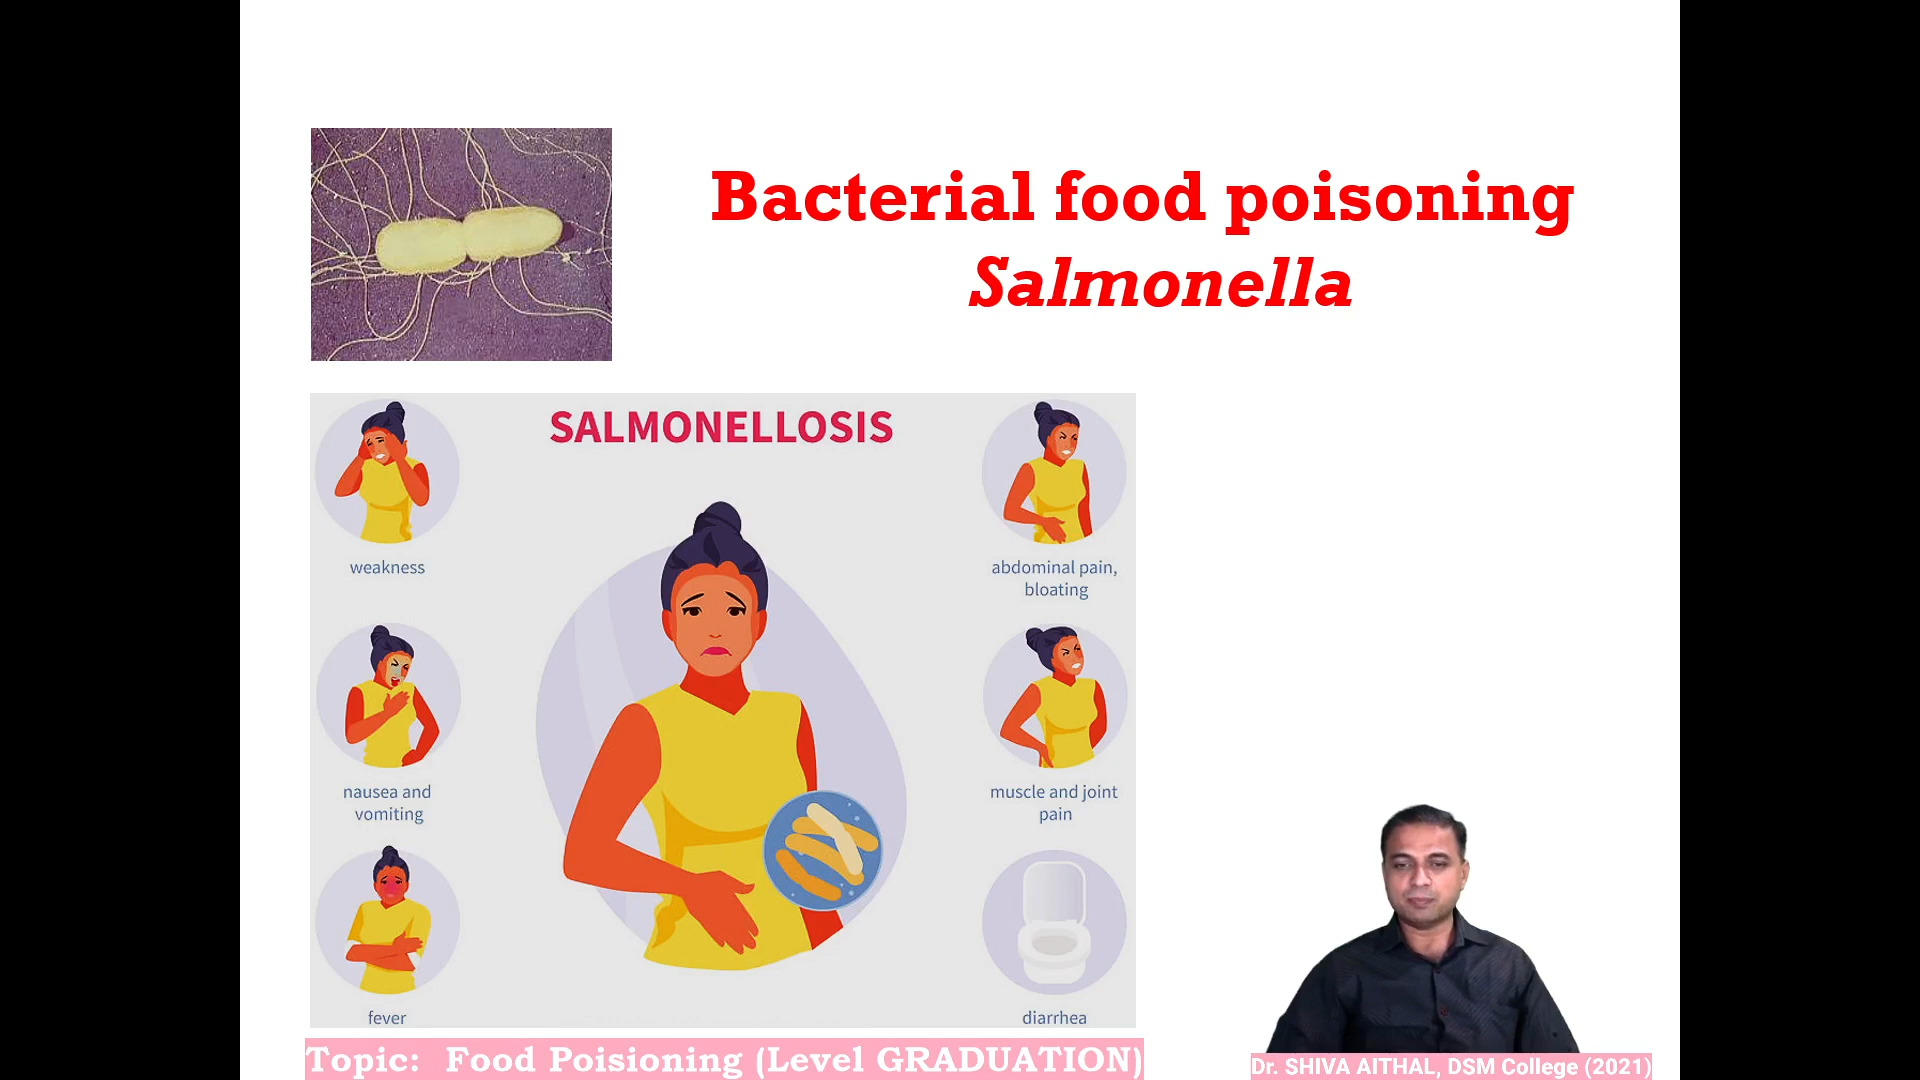 Bacterial food poisoning
Salmonella
SALMONELLOSIS
weakness
abdominal pain,
bloating
nausea and
vomiting
muscle and joint
pain
fever
diarrhea
Topic: Food Poisioning (Level GRADUATION)
Dr. SHIVA AITHAL, DSM College (2021)